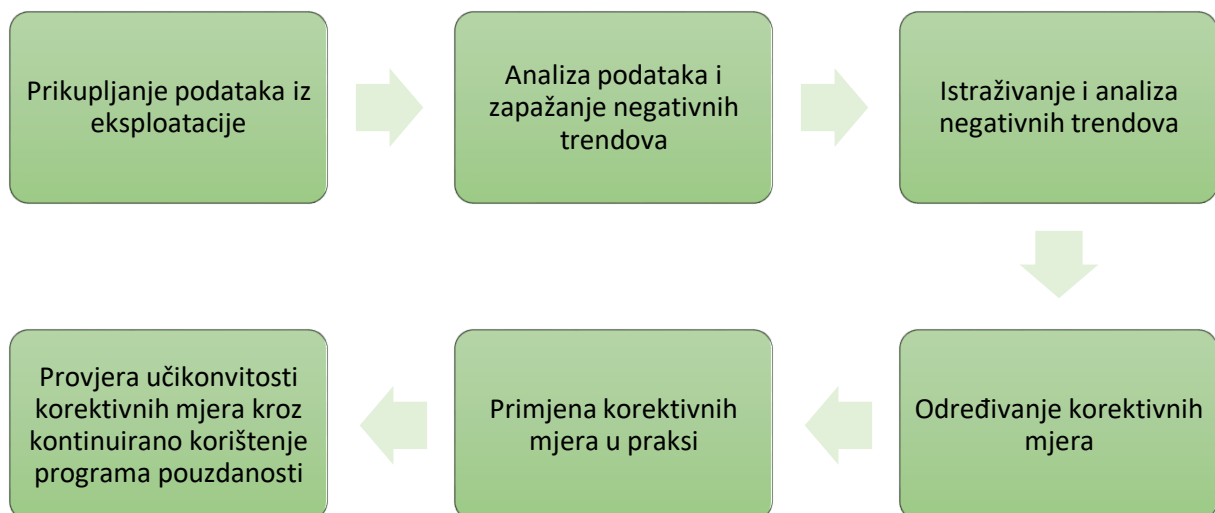 Prikupljanje podataka iz
eksploatacije
Analiza podataka i
zapažanje negativnih
trendova
Istraživanje i analiza
negativnih trendova
Određivanje korektivnih
mjera
Primjena korektivnih
mjera u praksi
Provjera učikonvitosti
korektivnih mjera kroz
kontinuirano korištenje
programa pouzdanosti